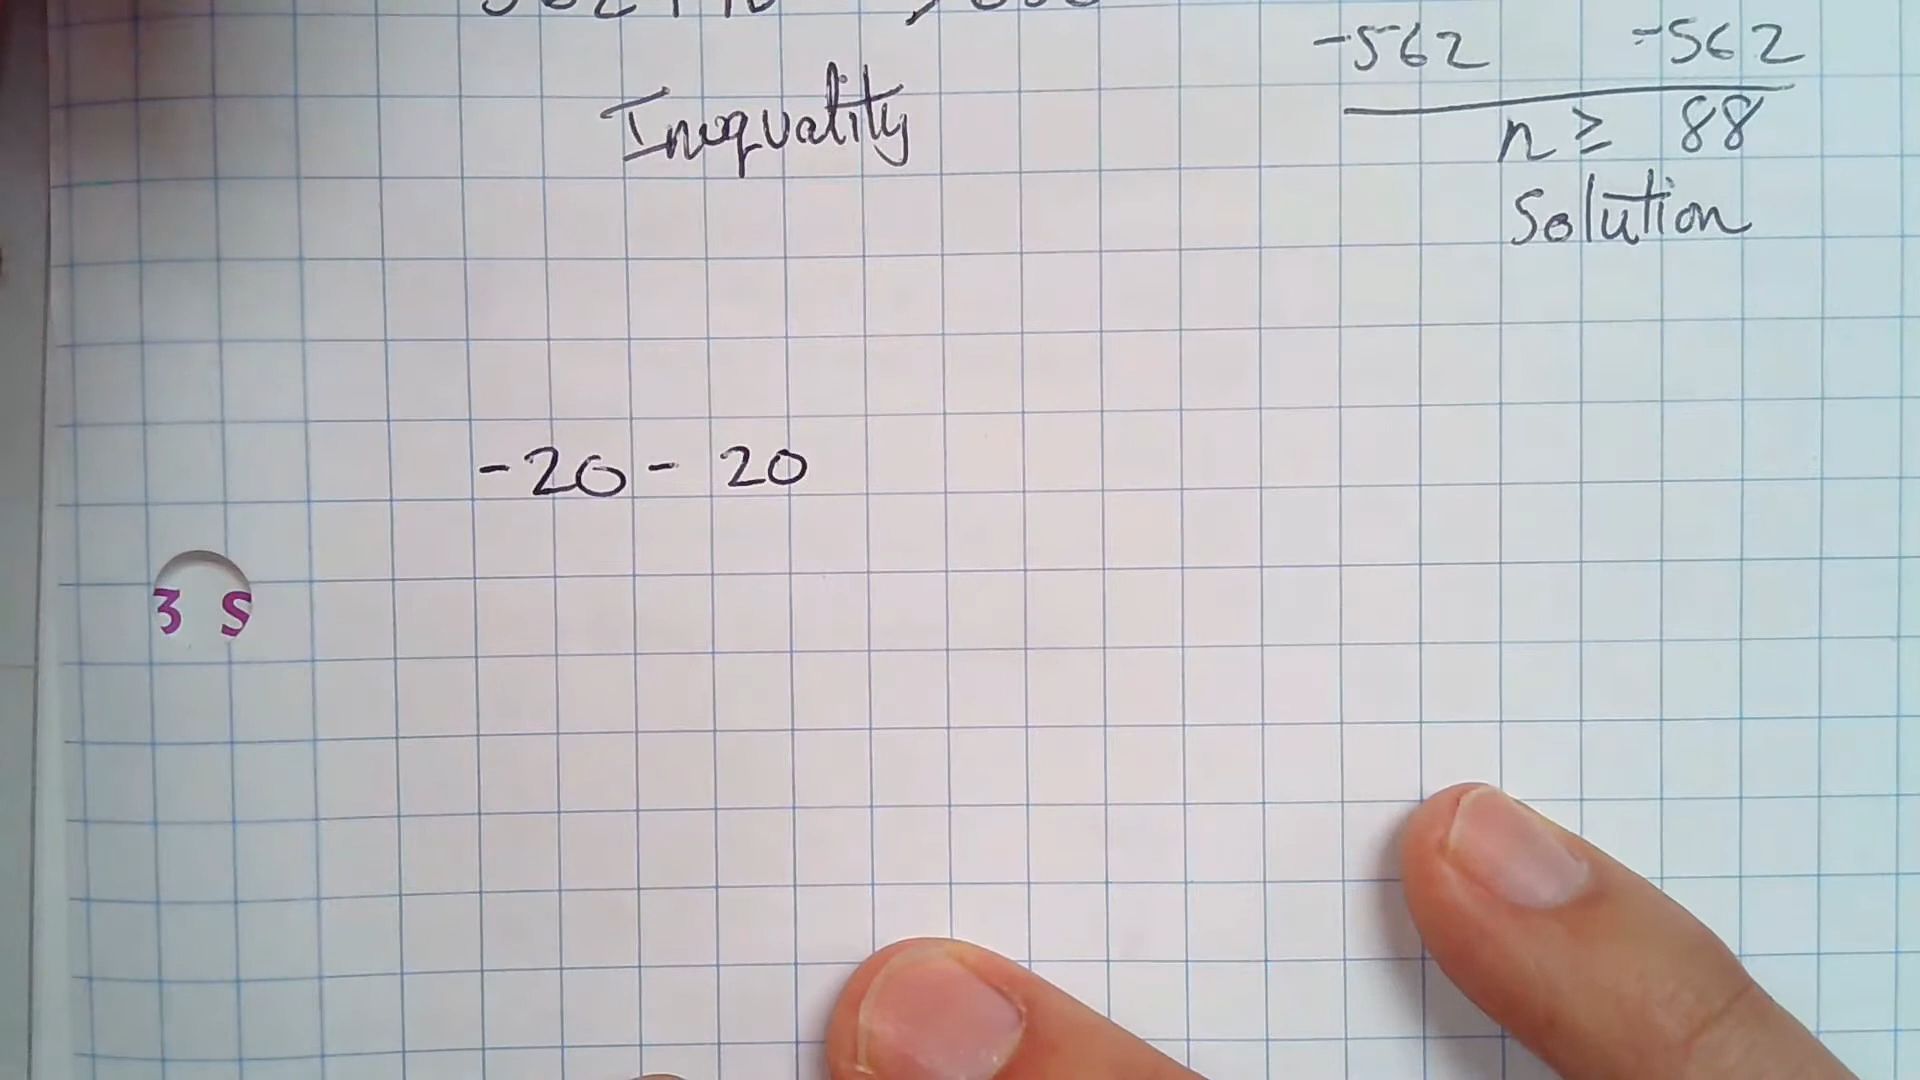 -562 -562
n ≥ 88
Inequality
Solution
-20 - 20
3 S